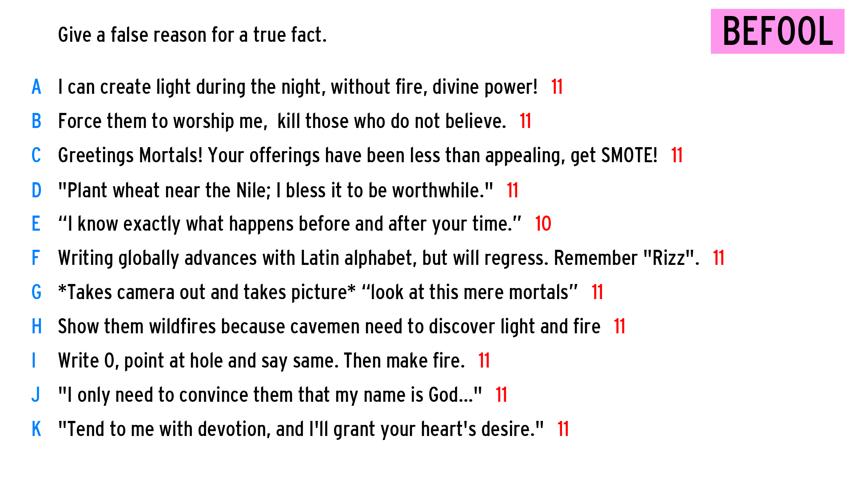 Give a false reason for a true fact.
BEFOOL
A I can create light during the night, without fire, divine power! 11
B Force them to worship me,  kill those who do not believe. 11
C Greetings Mortals! Your offerings have been less than appealing, get SMOTE! 11
D "Plant wheat near the Nile; I bless it to be worthwhile." 11
E “I know exactly what happens before and after your time.” 10
F Writing globally advances with Latin alphabet, but will regress. Remember "Rizz". 11
G *Takes camera out and takes picture* “look at this mere mortals” 11
H Show them wildfires because cavemen need to discover light and fire 11
I Write O, point at hole and say same. Then make fire. 11
J "I only need to convince them that my name is God..." 11
K "Tend to me with devotion, and I'll grant your heart's desire." 11